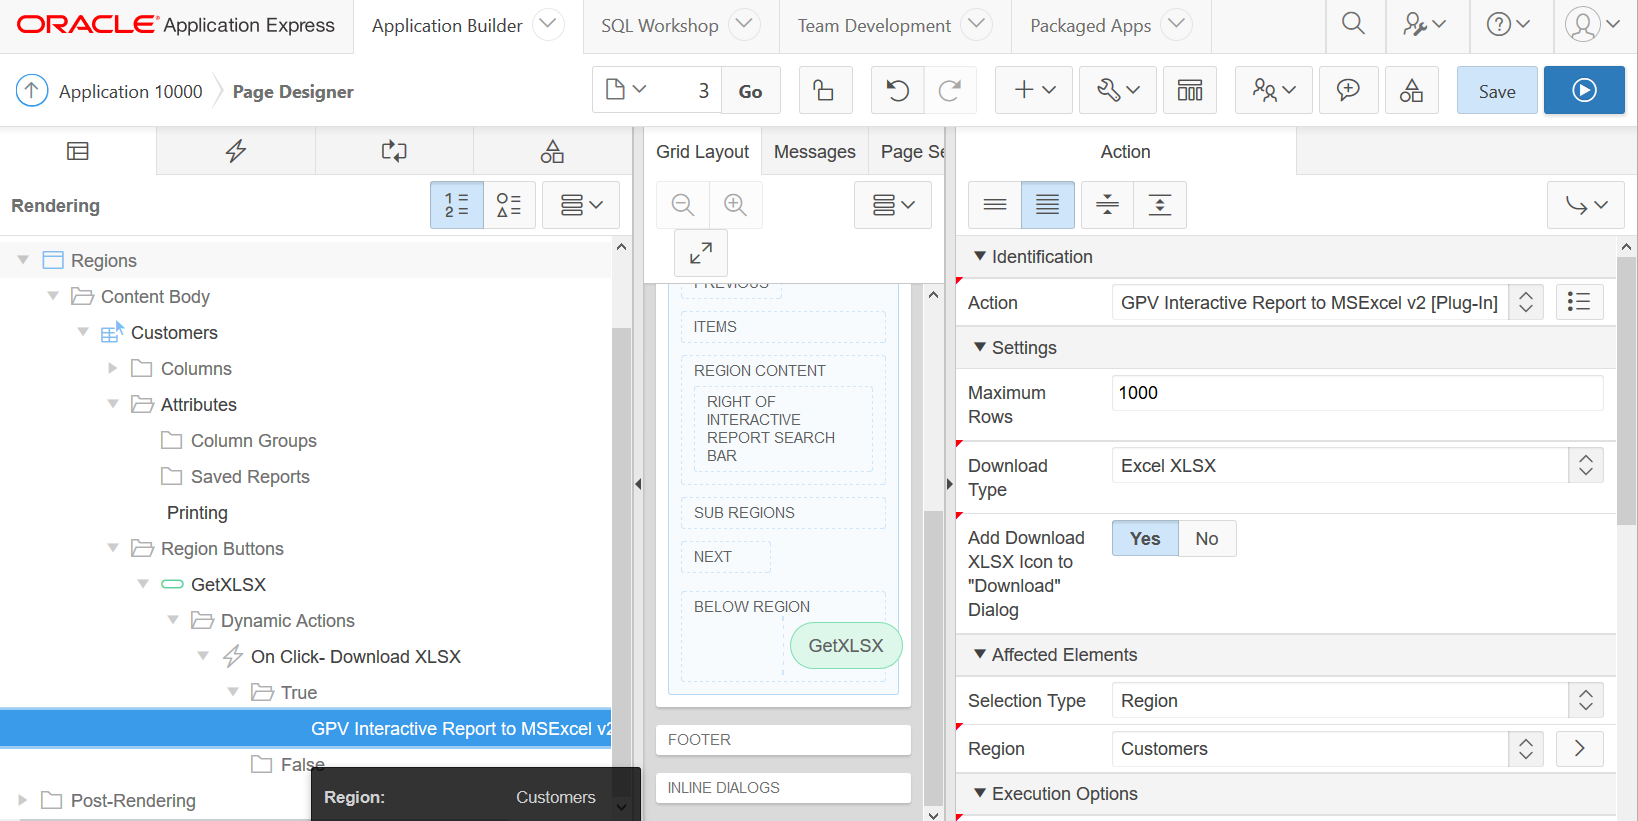 ORACLE Application Express
Application Builder
SQL Workshop
Team Development
Packaged Apps
Application 10000
Page Designer
3
Go
Save
Rendering
1
2
Regions
Content Body
Customers
Columns
Attributes
Column Groups
Saved Reports
Printing
Region Buttons
GetXLSX
Dynamic Actions
On Click- Download XLSX
True
GPV Interactive Report to MSExcel v2
False
Post-Rendering
Region: Customers
Grid Layout
Messages
Page Se
PREVIOUS
ITEMS
REGION CONTENT
RIGHT OF
INTERACTIVE
REPORT SEARCH
BAR
SUB REGIONS
NEXT
BELOW REGION
GetXLSX
FOOTER
INLINE DIALOGS
Action
Identification
Action
GPV Interactive Report to MSExcel v2 [Plug-In]
Settings
Maximum
Rows
1000
Download
Type
Excel XLSX
Add Download
XLSX Icon to
"Download"
Dialog
Yes
No
Affected Elements
Selection Type
Region
Region
Customers
Execution Options